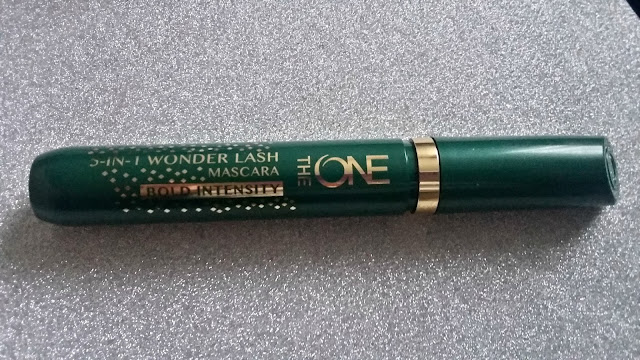 5-IN-1 WONDER LASH
MASCARA
BOLD INTENSITY
THE ONE